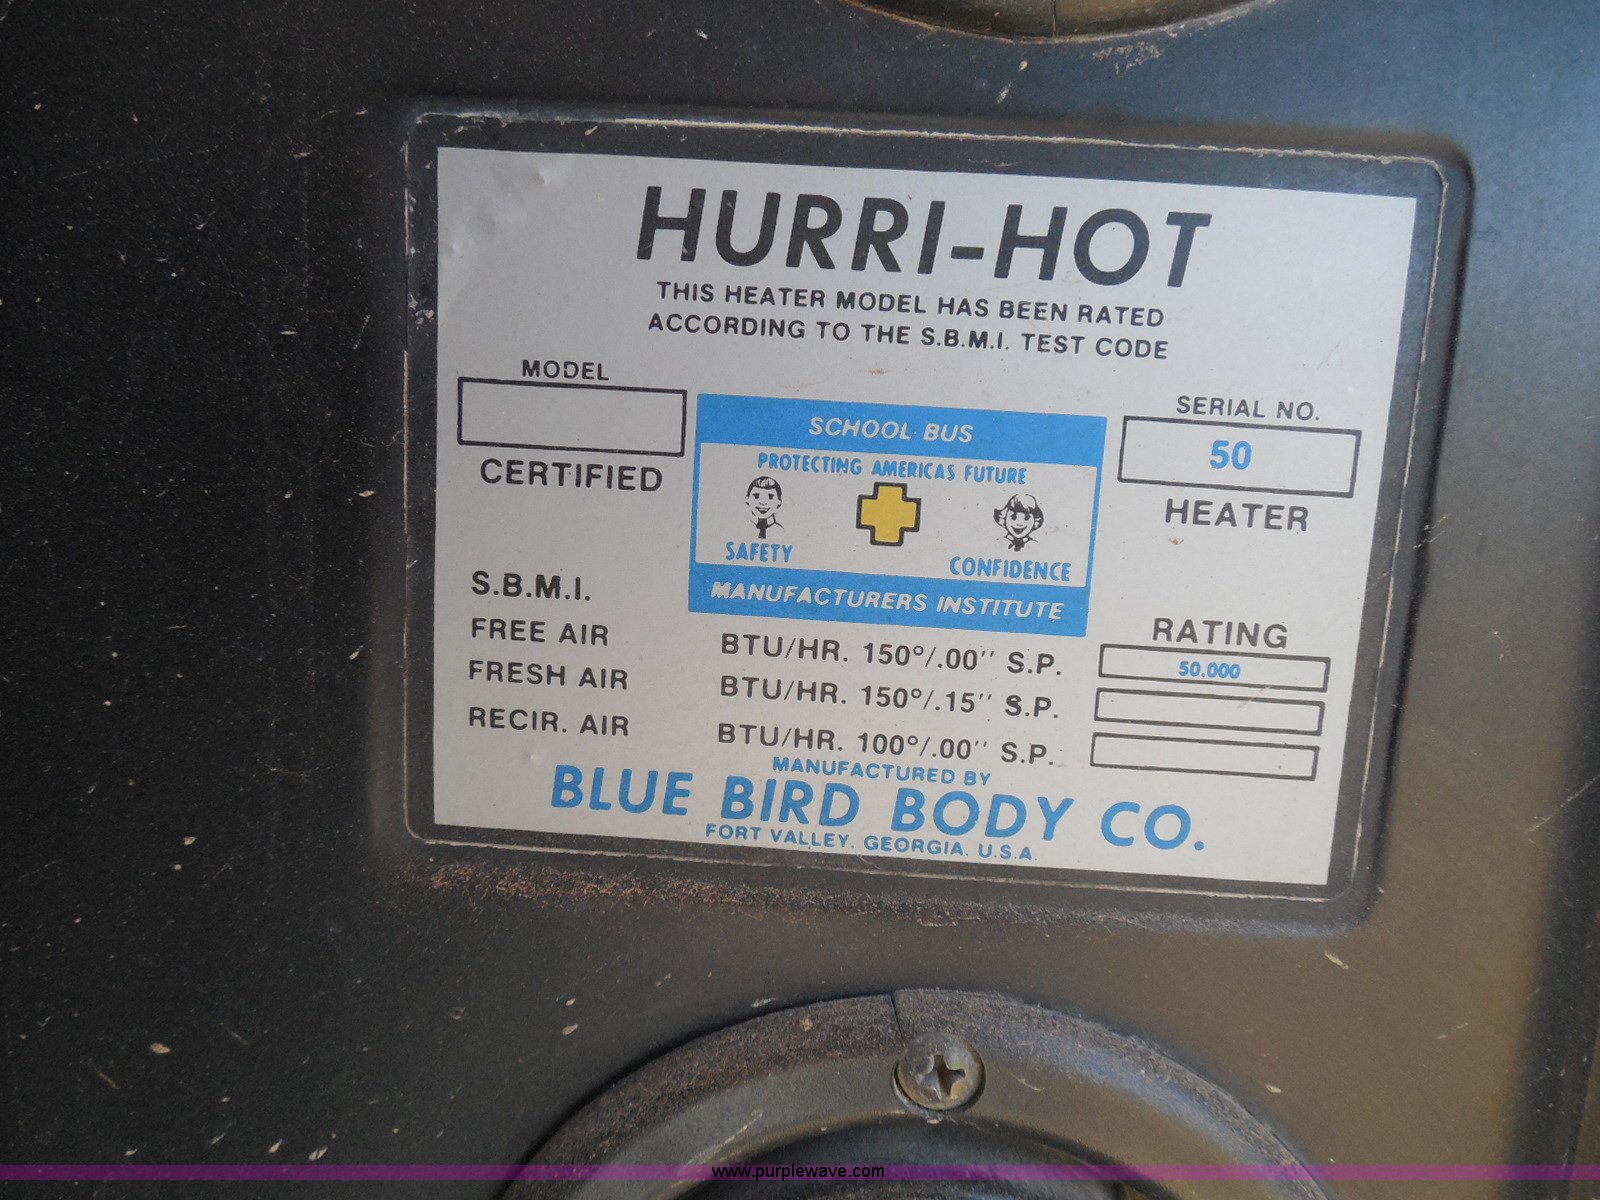 HURRI-HOT
THIS HEATER MODEL HAS BEEN RATED
ACCORDING TO THE S.B.M.I. TEST CODE
MODEL
CERTIFIED
SCHOOL BUS
PROTECTING AMERICAS FUTURE
SAFETY
CONFIDENCE
MANUFACTURERS INSTITUTE
SERIAL NO.
50
HEATER
S.B.M.I.
RATING
FREE AIR BTU/HR. 150°/.00" S.P. 50.000
FRESH AIR BTU/HR. 150°/.15" S.P.
RECIR. AIR BTU/HR. 100°/.00" S.P.
MANUFACTURED BY
BLUE BIRD BODY CO.
FORT VALLEY. GEORGIA. U.S.A.
www.purplewave.com